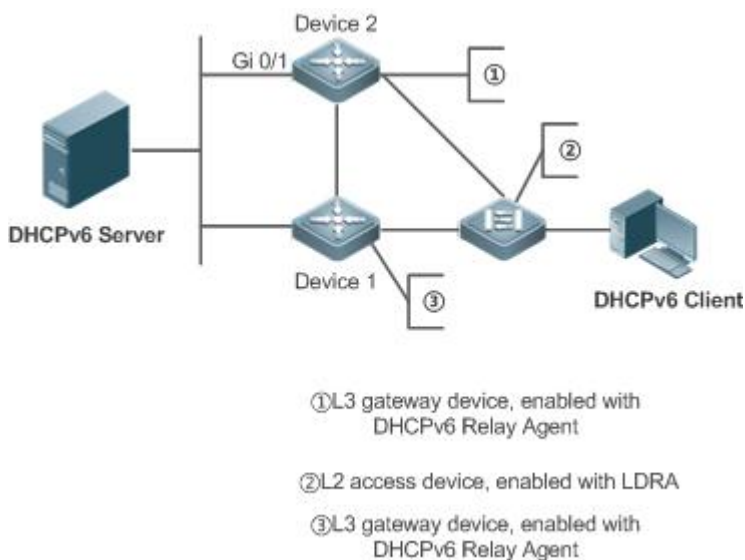 Device 2
Gi 0/1
①
②
DHCPv6 Server
Device 1
③
DHCPv6 Client
①L3 gateway device, enabled with
DHCPv6 Relay Agent
②L2 access device, enabled with LDRA
③L3 gateway device, enabled with
DHCPv6 Relay Agent